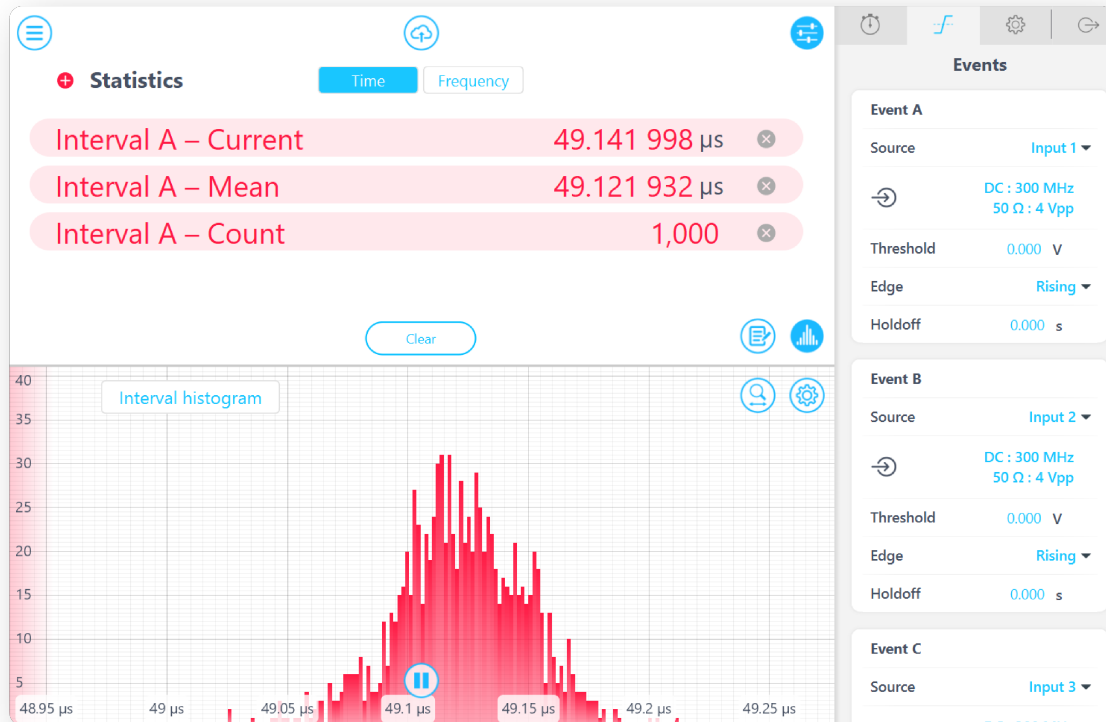 Statistics
Time
Frequency
Interval A – Current 49.141 998 µs
Interval A – Mean 49.121 932 µs
Interval A – Count 1,000
Clear
Interval histogram
40
35
30
25
20
15
10
5
48.95 µs 49 µs 49.05 µs 49.1 µs 49.15 µs 49.2 µs 49.25 µs
Events
Event A
Source Input 1
DC : 300 MHz
50 Ω : 4 Vpp
Threshold 0.000 V
Edge Rising
Holdoff 0.000 s
Event B
Source Input 2
DC : 300 MHz
50 Ω : 4 Vpp
Threshold 0.000 V
Edge Rising
Holdoff 0.000 s
Event C
Source Input 3